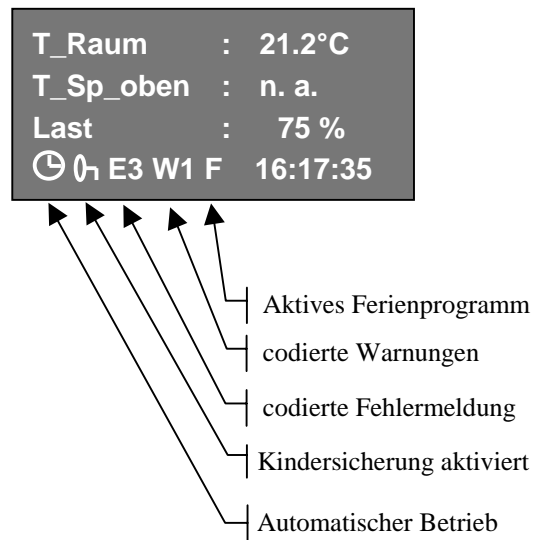 T_Raum : 21.2°C
T_Sp_oben : n. a.
Last : 75 %
E3 W1 F 16:17:35
Aktives Ferienprogramm
codierte Warnungen
codierte Fehlermeldung
Kindersicherung aktiviert
Automatischer Betrieb